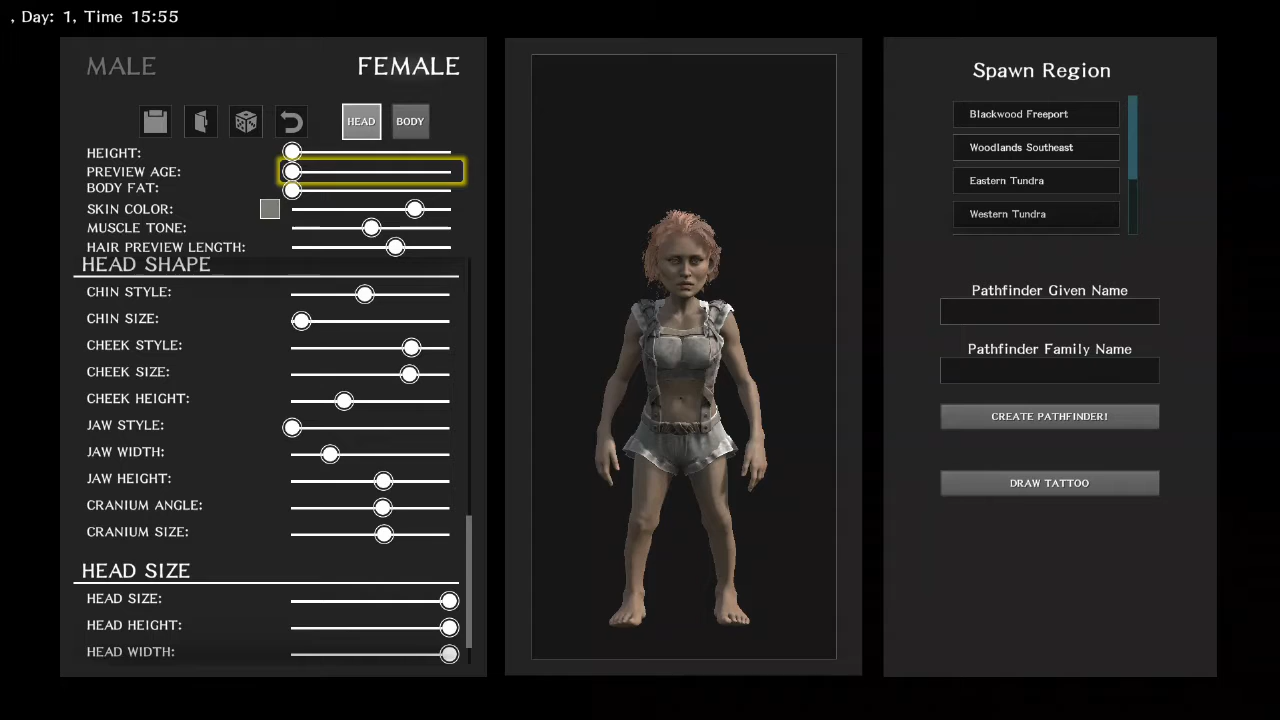 , Day: 1, Time 15:55
MALE
FEMALE
HEAD
BODY
HEIGHT:
PREVIEW AGE:
BODY FAT:
SKIN COLOR:
MUSCLE TONE:
HAIR PREVIEW LENGTH:
HEAD SHAPE
CHIN STYLE:
CHIN SIZE:
CHEEK STYLE:
CHEEK SIZE:
CHEEK HEIGHT:
JAW STYLE:
JAW WIDTH:
JAW HEIGHT:
CRANIUM ANGLE:
CRANIUM SIZE:
HEAD SIZE
HEAD SIZE:
HEAD HEIGHT:
HEAD WIDTH:
Spawn Region
Blackwood Freeport
Woodlands Southeast
Eastern Tundra
Western Tundra
Pathfinder Given Name
Pathfinder Family Name
CREATE PATHFINDER!
DRAW TATTOO